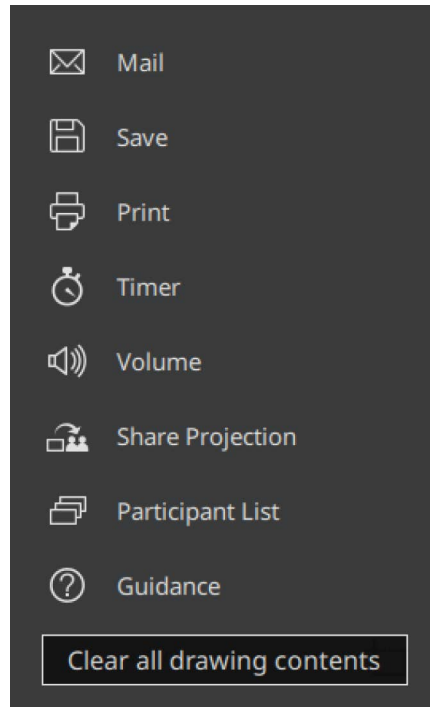 Mail
Save
Print
Timer
Volume
Share Projection
Participant List
Guidance
Clear all drawing contents